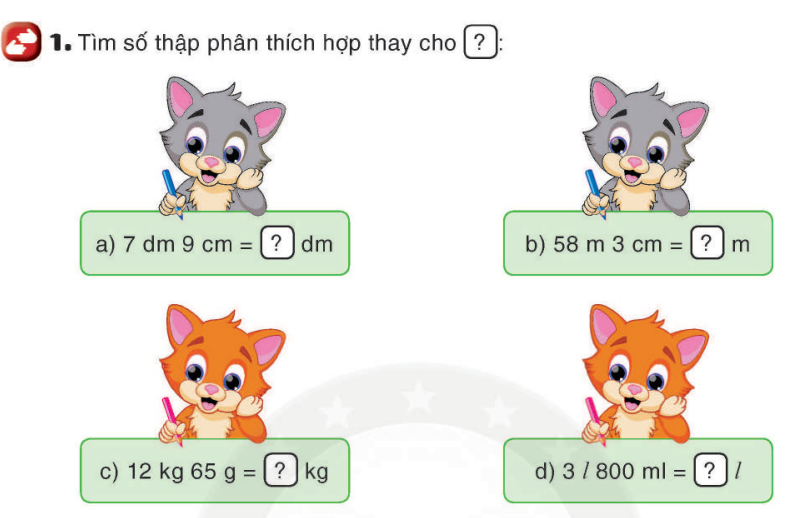 1. Tìm số thập phân thích hợp thay cho ?:
a) 7 dm 9 cm = ? dm
b) 58 m 3 cm = ? m
c) 12 kg 65 g = ? kg
d) 3 l 800 ml = ? l